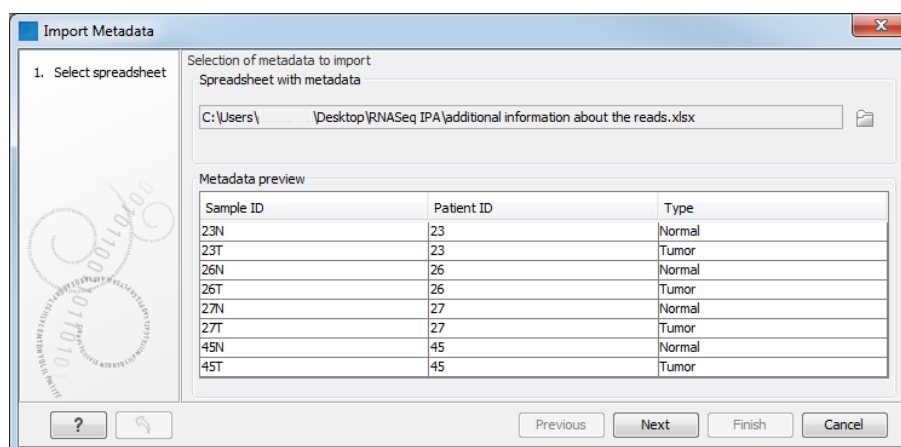 Import Metadata
1. Select spreadsheet
Selection of metadata to import
Spreadsheet with metadata
C:\Users\ \Desktop\RNASeq IPA\additional information about the reads.xlsx
Metadata preview
Sample ID Patient ID Type
23N 23 Normal
23T 23 Tumor
26N 26 Normal
26T 26 Tumor
27N 27 Normal
27T 27 Tumor
45N 45 Normal
45T 45 Tumor
? Previous Next Finish Cancel